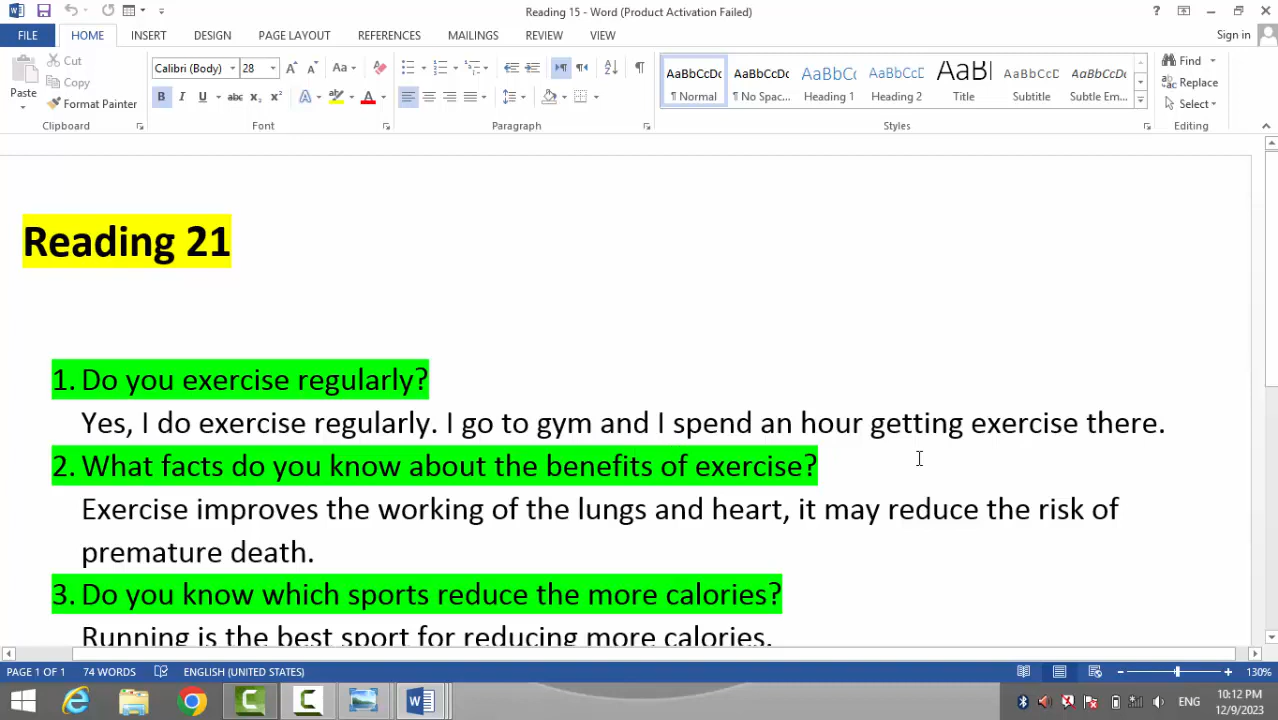 Reading 15 - Word (Product Activation Failed)
FILE HOME INSERT DESIGN PAGE LAYOUT REFERENCES MAILINGS REVIEW VIEW Sign in
Paste
Cut
Copy
Format Painter
Calibri (Body) 28
AaBbCcDc AaBbCcDc AaBbCc AaBbCcD AaBI AaBbCcD AaBbCcDc
¶ Normal ¶ No Spac... Heading 1 Heading 2 Title Subtitle Subtle Em...
Find
Replace
Select
Clipboard Font Paragraph Styles Editing
Reading 21
1. Do you exercise regularly?
Yes, I do exercise regularly. I go to gym and I spend an hour getting exercise there.
2. What facts do you know about the benefits of exercise?
Exercise improves the working of the lungs and heart, it may reduce the risk of
premature death.
3. Do you know which sports reduce the more calories?
Running is the best sport for reducing more calories.
PAGE 1 OF 1 74 WORDS ENGLISH (UNITED STATES) 130%
ENG
10:12 PM
12/9/2023